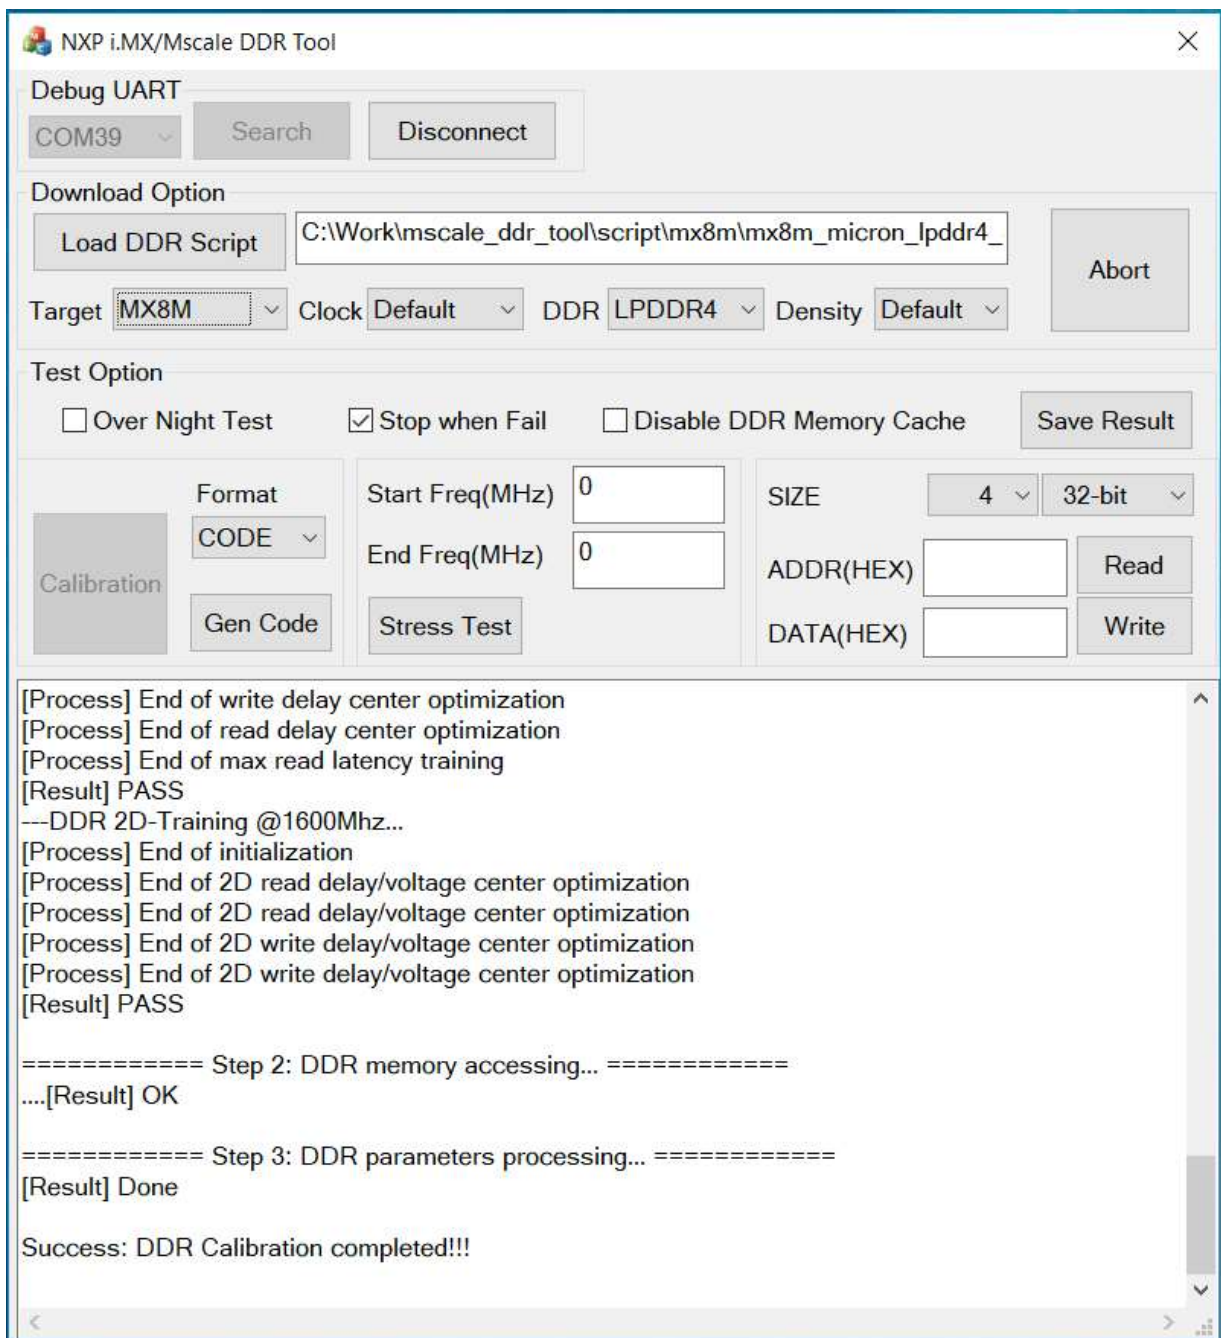 NXP i.MX/Mscale DDR Tool
Debug UART
COM39 Search Disconnect
Download Option
Load DDR Script C:\Work\mscale_ddr_tool\script\mx8m\mx8m_micron_lpddr4_
Abort
Target MX8M Clock Default DDR LPDDR4 Density Default
Test Option
Over Night Test Stop when Fail Disable DDR Memory Cache Save Result
Format Start Freq(MHz) 0 SIZE 4 32-bit
CODE End Freq(MHz) 0
Calibration ADDR(HEX) Read
Gen Code Stress Test DATA(HEX) Write
[Process] End of write delay center optimization
[Process] End of read delay center optimization
[Process] End of max read latency training
[Result] PASS
---DDR 2D-Training @1600Mhz...
[Process] End of initialization
[Process] End of 2D read delay/voltage center optimization
[Process] End of 2D read delay/voltage center optimization
[Process] End of 2D write delay/voltage center optimization
[Process] End of 2D write delay/voltage center optimization
[Result] PASS
============ Step 2: DDR memory accessing... ============
....[Result] OK
============ Step 3: DDR parameters processing... ============
[Result] Done
Success: DDR Calibration completed!!!